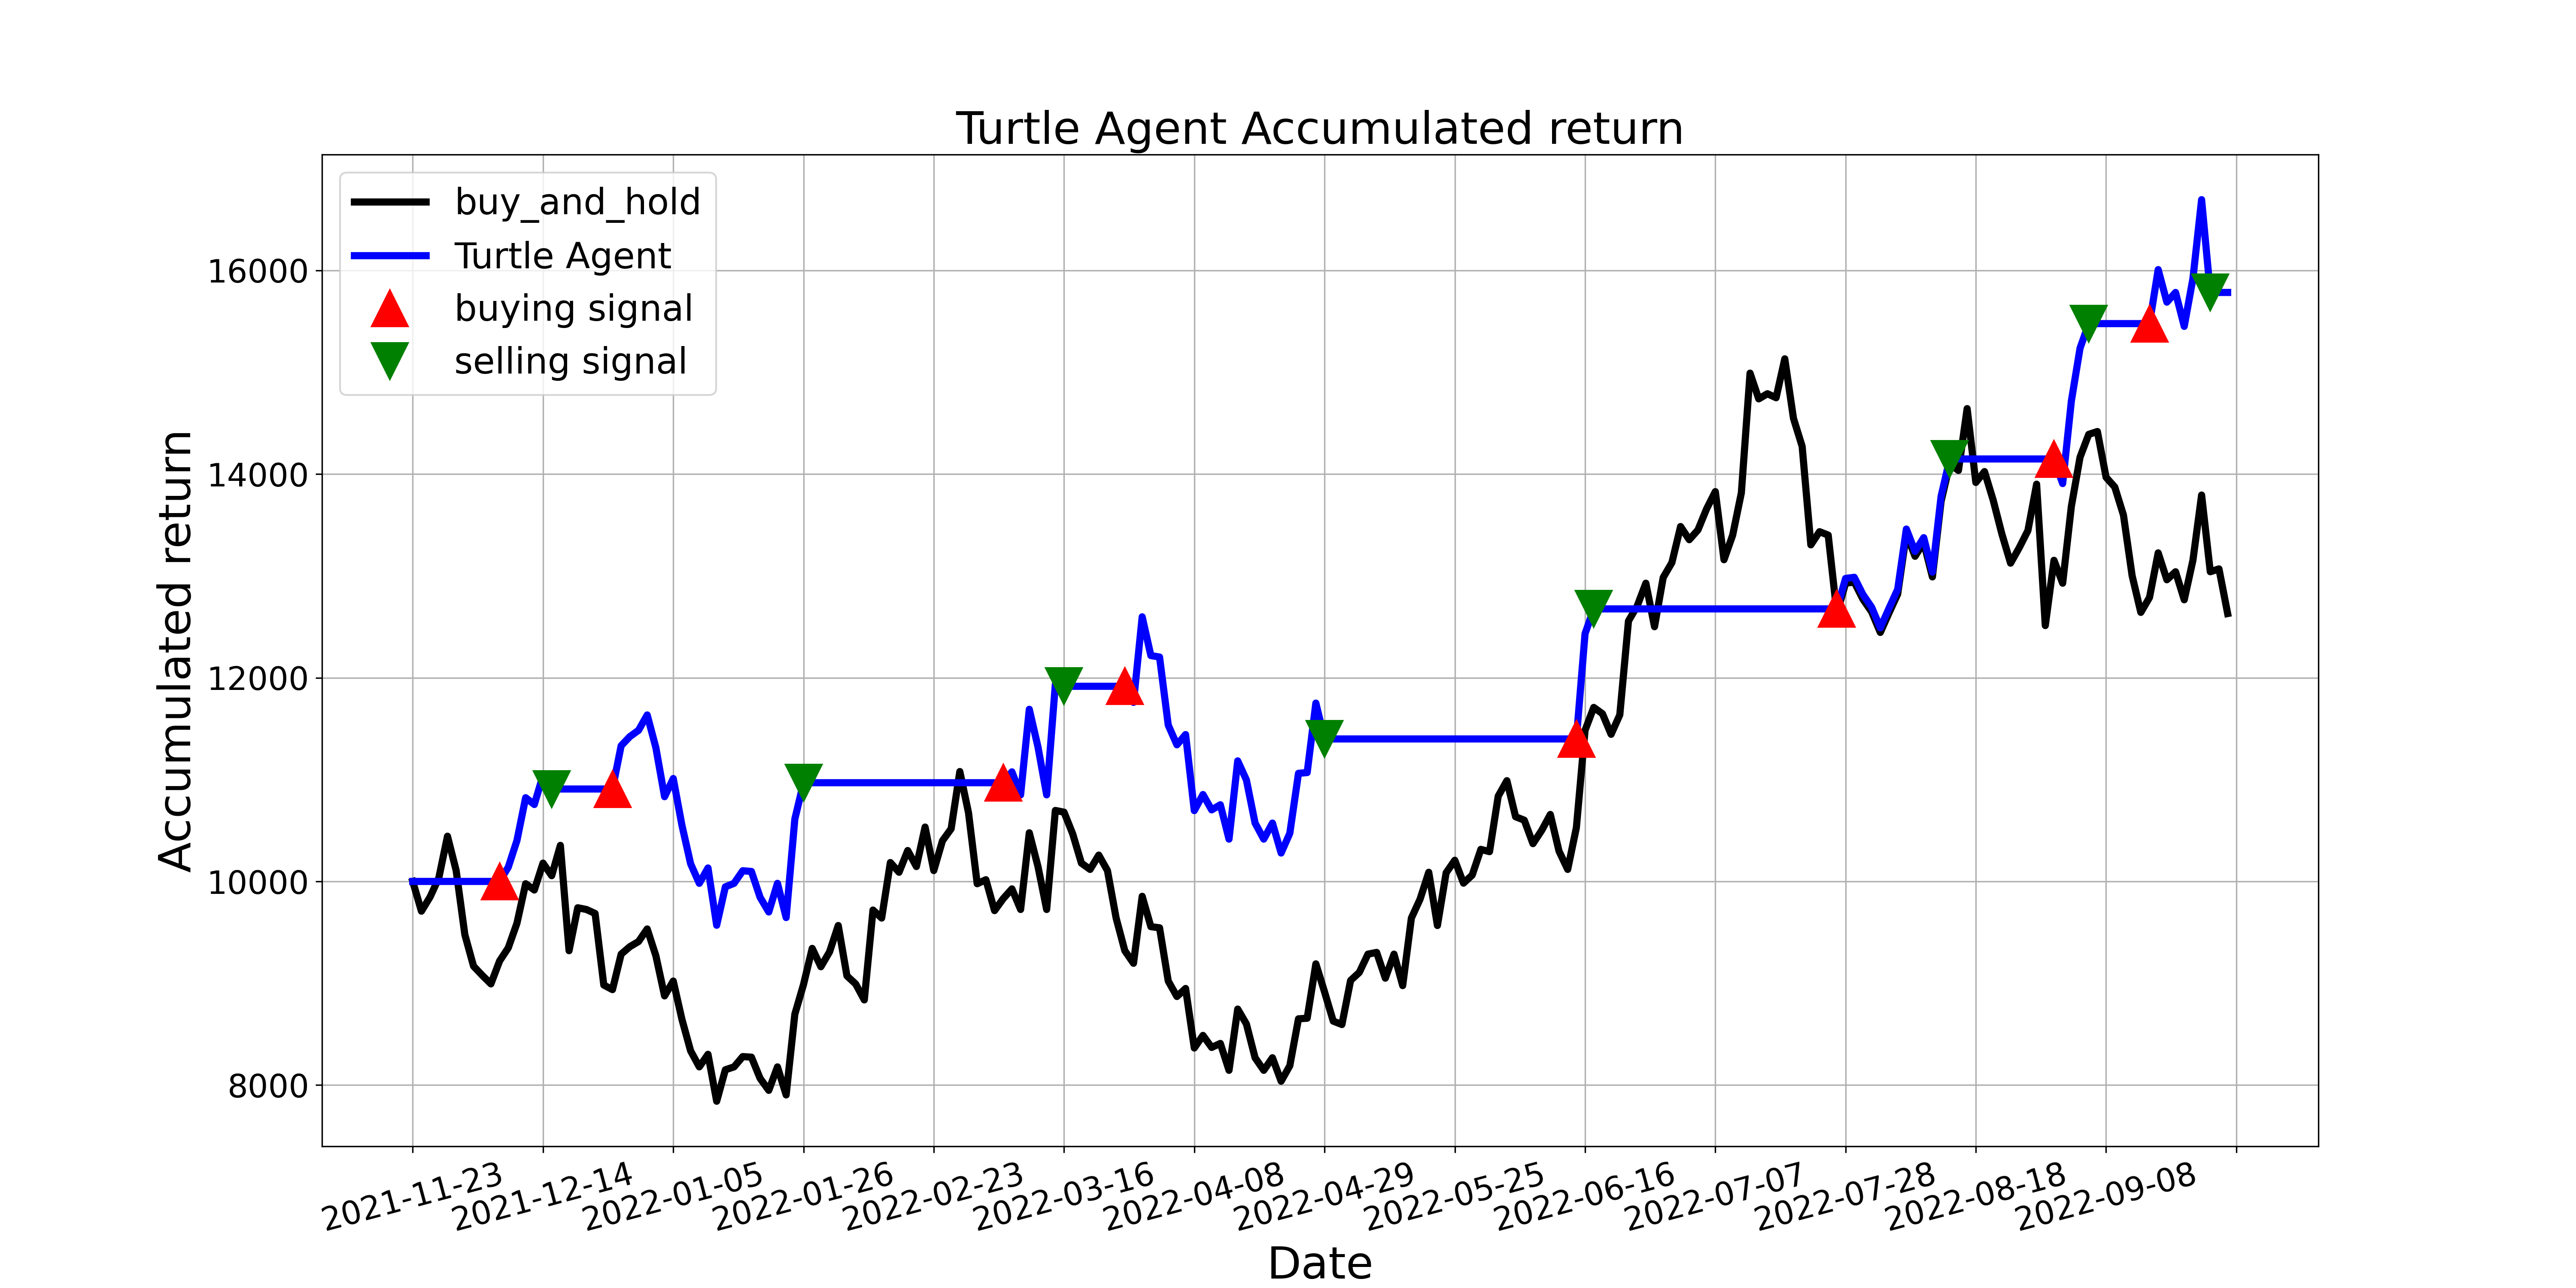 Turtle Agent Accumulated return
buy_and_hold
Turtle Agent
buying signal
selling signal
Accumulated return
16000
14000
12000
10000
8000
2021-11-23
2021-12-14
2022-01-05
2022-01-26
2022-02-23
2022-03-16
2022-04-08
2022-04-29
2022-05-25
2022-06-16
2022-07-07
2022-07-28
2022-08-18
2022-09-08
Date